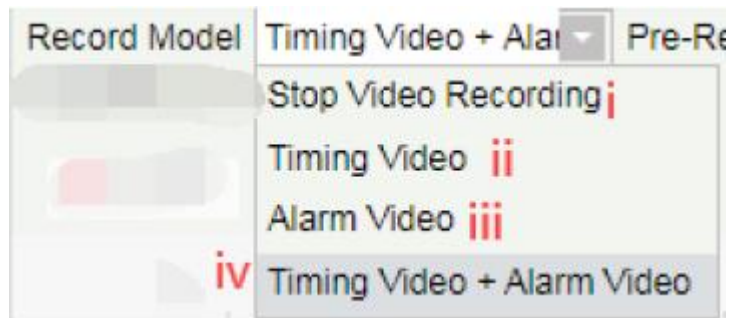 Record Model Timing Video + Alar Pre-Re
Stop Video Recording i
Timing Video ii
Alarm Video iii
iv Timing Video + Alarm Video